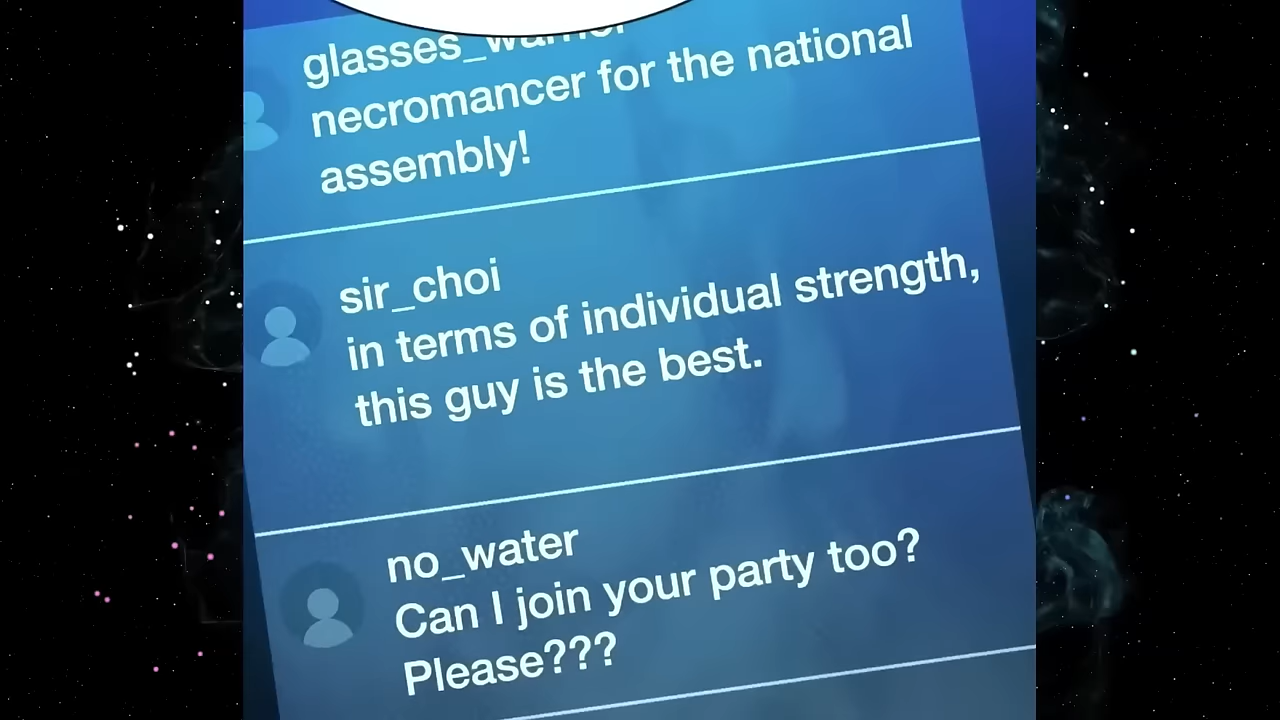 glasses_warrior
necromancer for the national
assembly!
sir_choi
in terms of individual strength,
this guy is the best.
no_water
Can I join your party too?
Please???